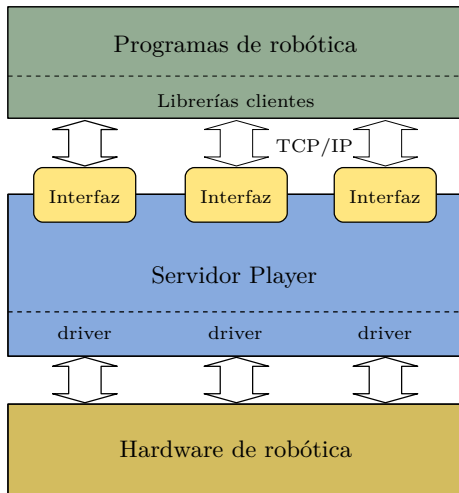 Programas de robótica
Librerías clientes
TCP/IP
Interfaz Interfaz Interfaz
Servidor Player
driver driver driver
Hardware de robótica